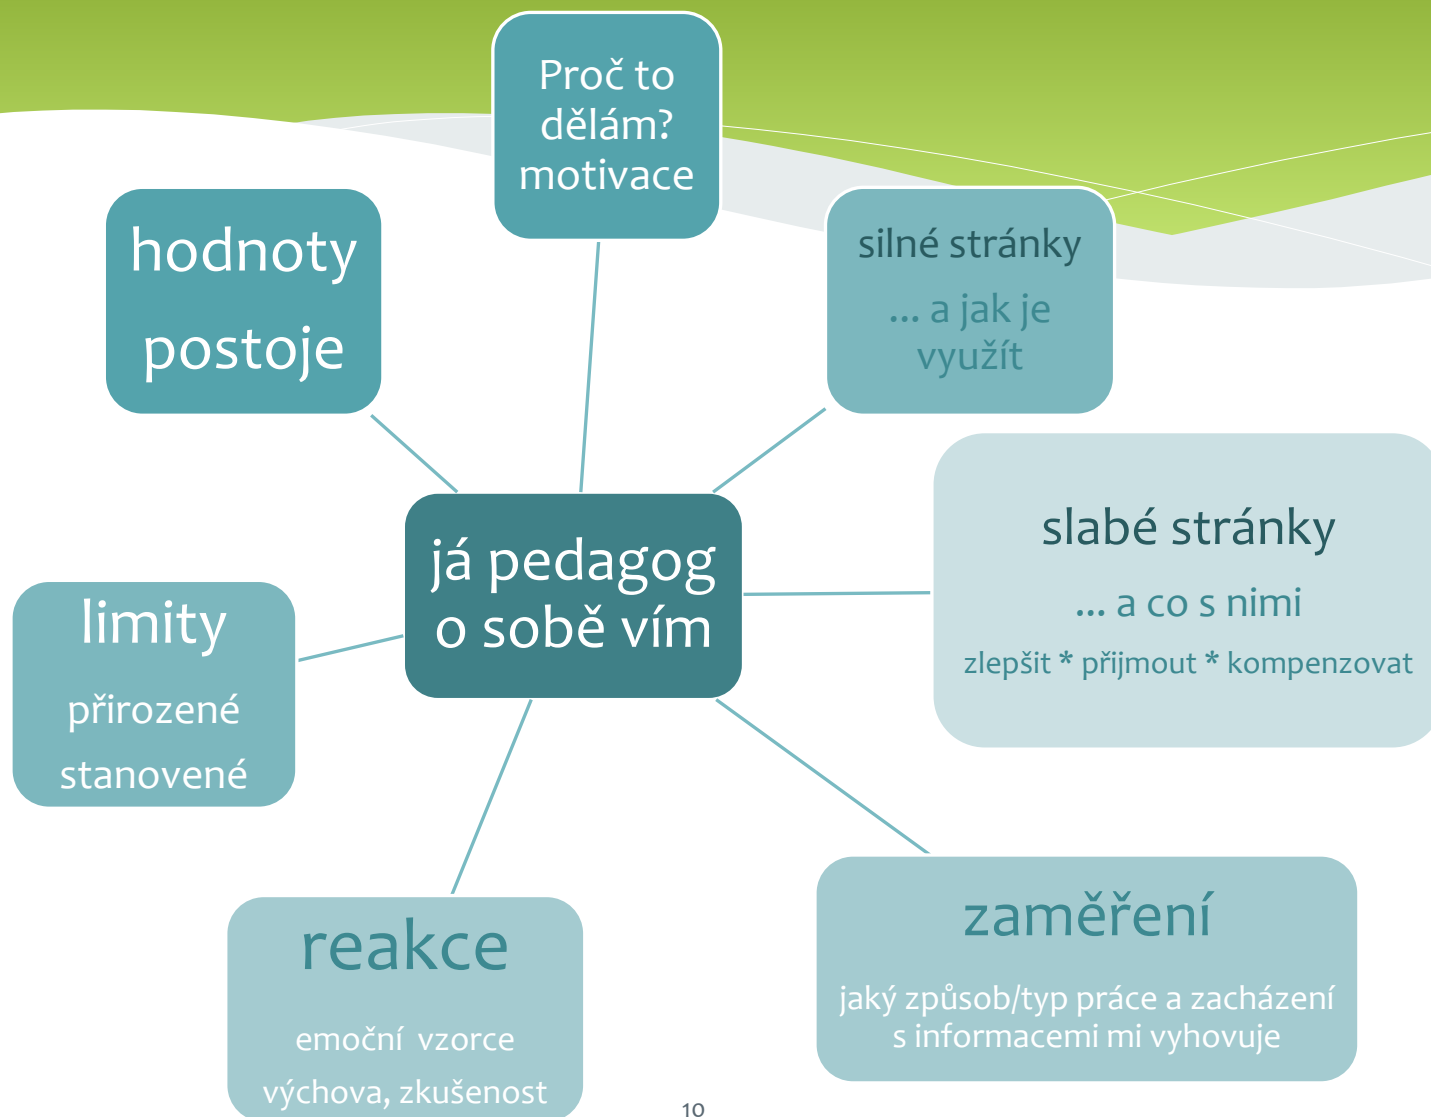 Proč to
dělám?
motivace
hodnoty
postoje
silné stránky
... a jak je
využít
já pedagog
o sobě vím
slabé stránky
... a co s nimi
zlepšit * přijmout * kompenzovat
limity
přirozené
stanovené
reakce
emoční vzorce
výchova, zkušenost
zaměření
jaký způsob/typ práce a zacházení
s informacemi mi vyhovuje
10